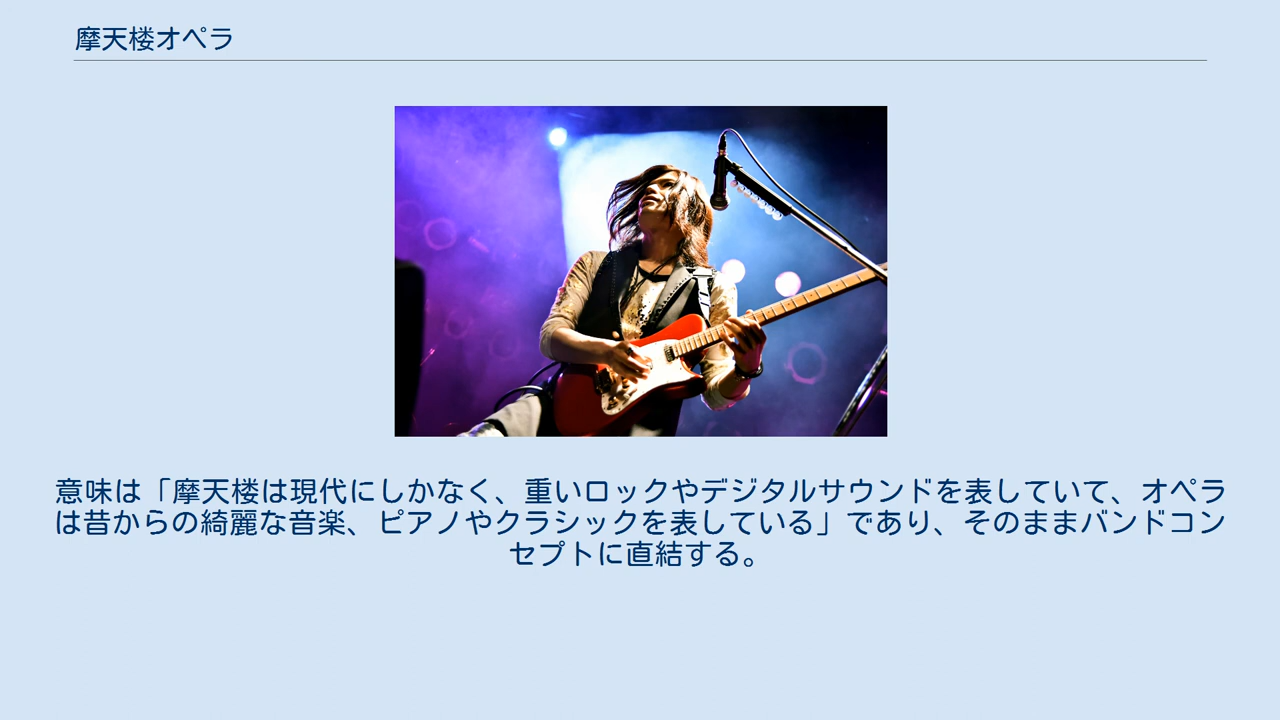 摩天楼オペラ
意味は「摩天楼は現代にしかなく、重いロックやデジタルサウンドを表していて、オペラ
は昔からの綺麗な音楽、ピアノやクラシックを表している」であり、そのままバンドコン
セプトに直結する。